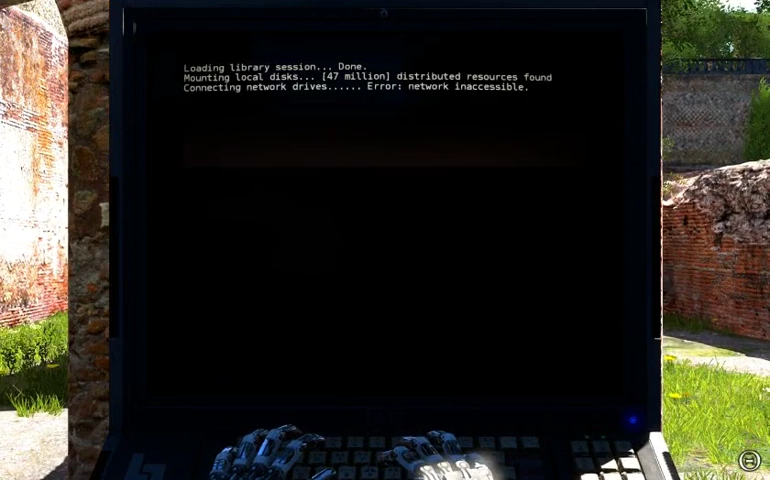 Loading library session... Done.
Mounting local disks... [47 million] distributed resources found
Connecting network drives...... Error: network inaccessible.